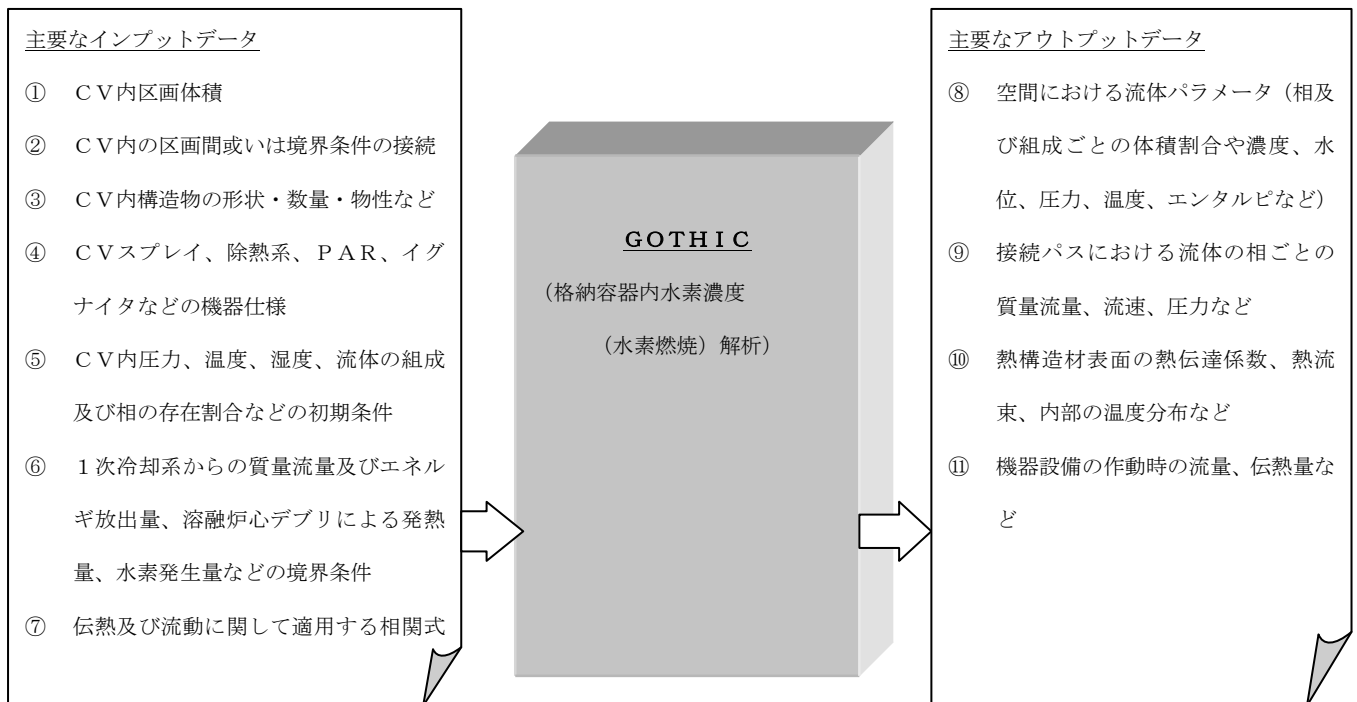 主要なインプットデータ
① ＣＶ内区画体積
② ＣＶ内の区画間或いは境界条件の接続
③ ＣＶ内構造物の形状・数量・物性など
④ ＣＶスプレイ、除熱系、ＰＡＲ、イグ
ナイタなどの機器仕様
⑤ ＣＶ内圧力、温度、湿度、流体の組成
及び相の存在割合などの初期条件
⑥ １次冷却系からの質量流量及びエネル
ギ放出量、溶融炉心デブリによる発熱
量、水素発生量などの境界条件
⑦ 伝熱及び流動に関して適用する相関式
ＧＯＴＨＩＣ
（格納容器内水素濃度
（水素燃焼）解析）
主要なアウトプットデータ
⑧ 空間における流体パラメータ（相及
び組成ごとの体積割合や濃度、水
位、圧力、温度、エンタルピなど）
⑨ 接続パスにおける流体の相ごとの
質量流量、流速、圧力など
⑩ 熱構造材表面の熱伝達係数、熱流
束、内部の温度分布など
⑪ 機器設備の作動時の流量、伝熱量な
ど